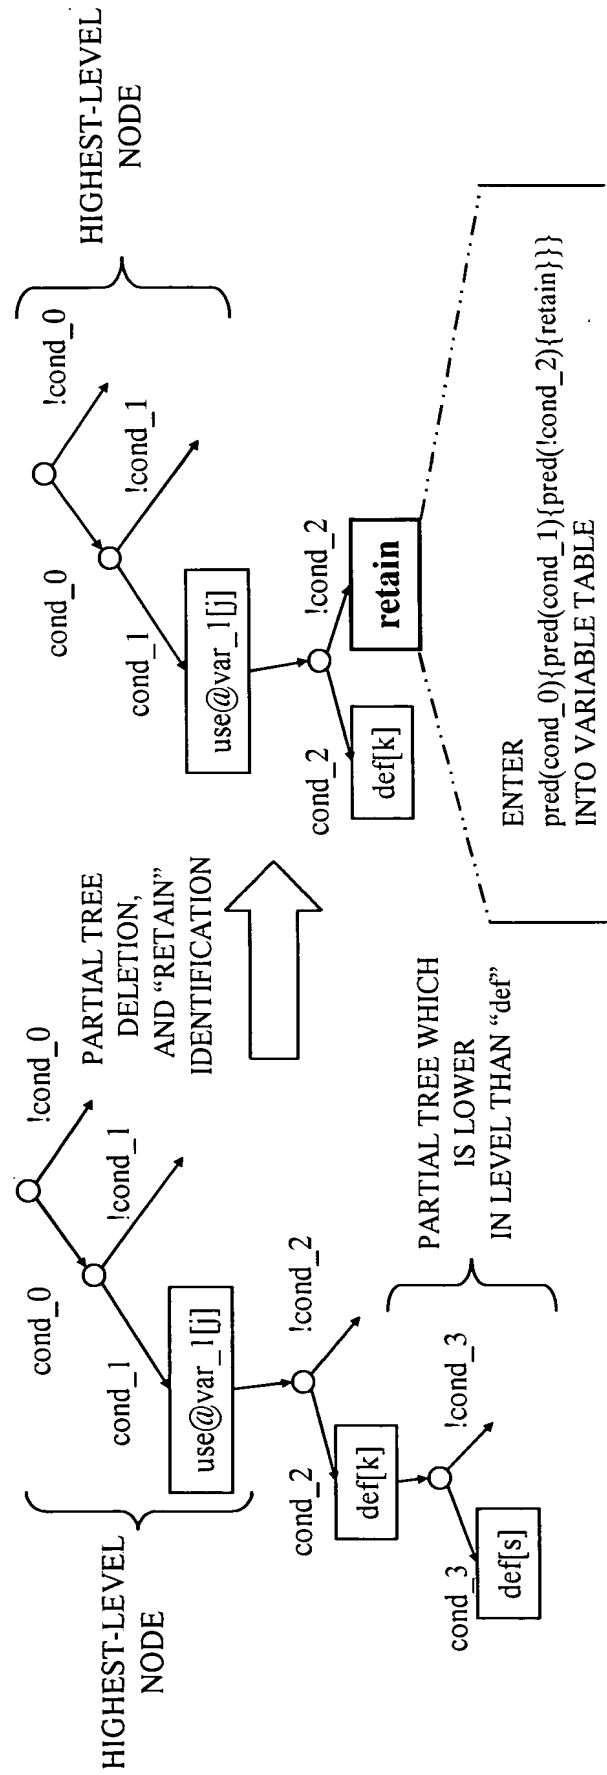 HIGHEST-LEVEL
NODE
cond_0
!cond_0
cond_1
!cond_1
use@var_1[j]
cond_2
!cond_2
def[k]
cond_3
!cond_3
def[s]
PARTIAL TREE WHICH
IS LOWER
IN LEVEL THAN “def”
PARTIAL TREE
DELETION,
AND “RETAIN”
IDENTIFICATION
HIGHEST-LEVEL
NODE
cond_0
!cond_0
cond_1
!cond_1
use@var_1[j]
cond_2
!cond_2
def[k]
retain
ENTER
pred(cond_0){pred(cond_1){pred(!cond_2){retain}}}
INTO VARIABLE TABLE